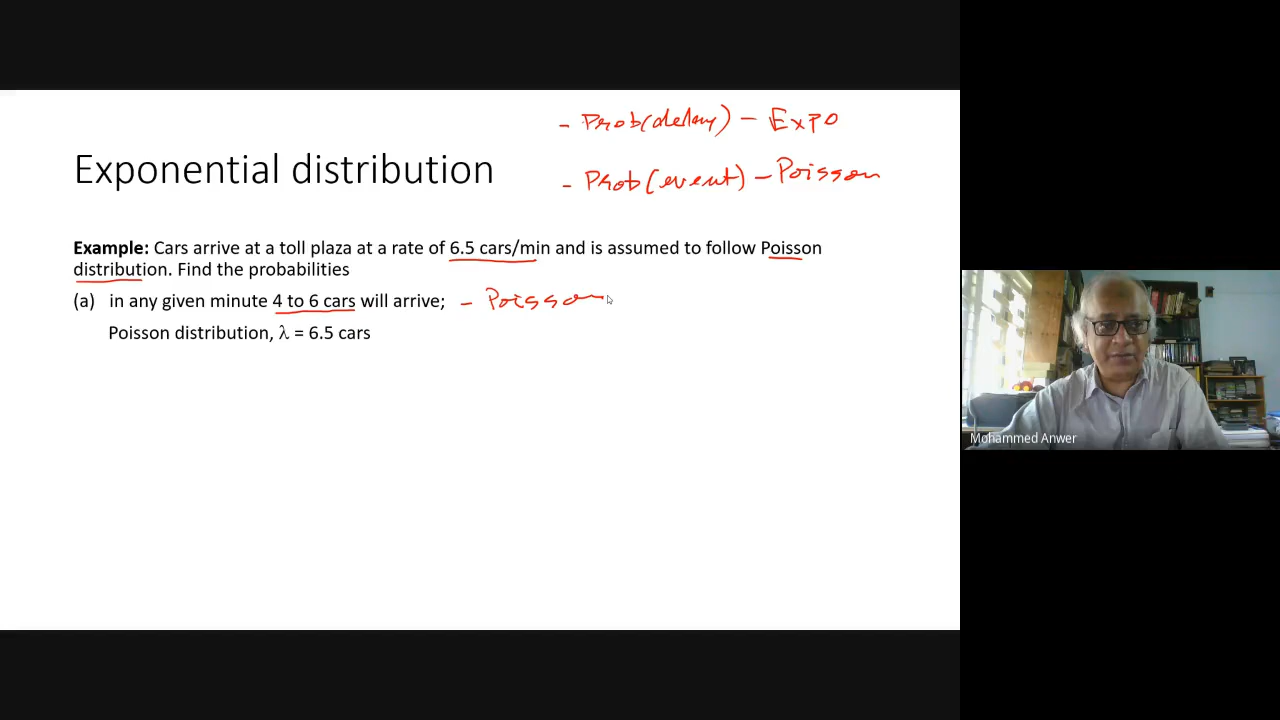 - Prob(delay) - Expo
Exponential distribution
- Prob(event) - Poisson
Example: Cars arrive at a toll plaza at a rate of 6.5 cars/min and is assumed to follow Poisson
distribution. Find the probabilities
(a) in any given minute 4 to 6 cars will arrive; - Poisson
Poisson distribution, λ = 6.5 cars
Mohammed Anwer